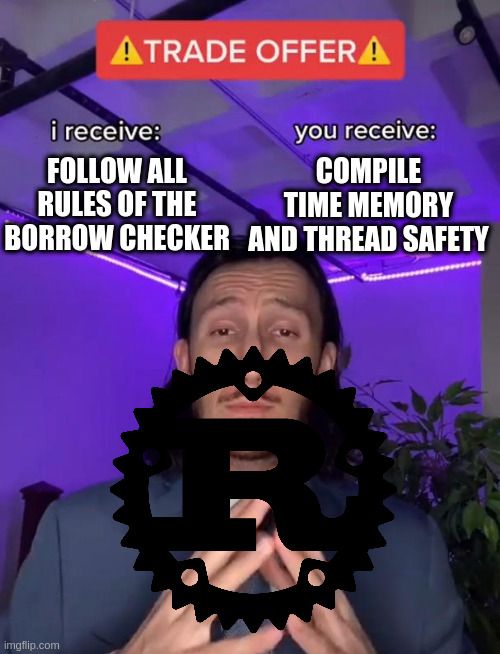 ⚠️TRADE OFFER⚠️
i receive:
you receive:
FOLLOW ALL
RULES OF THE
BORROW CHECKER
COMPILE
TIME MEMORY
AND THREAD SAFETY
R
imgflip.com